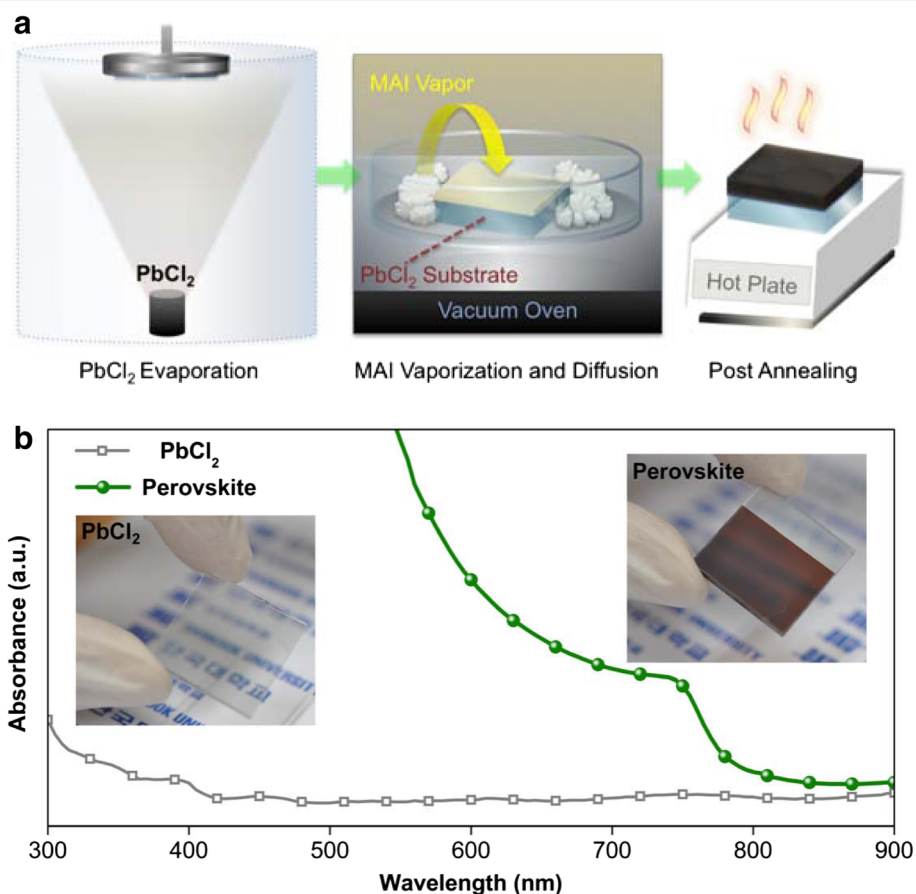 a
MAI Vapor
PbCl₂
PbCl₂ Substrate
Hot Plate
Vacuum Oven
PbCl₂ Evaporation
MAI Vaporization and Diffusion
Post Annealing
b
PbCl₂
Perovskite
PbCl₂
Perovskite
Absorbance (a.u.)
300
400
500
600
700
800
900
Wavelength (nm)